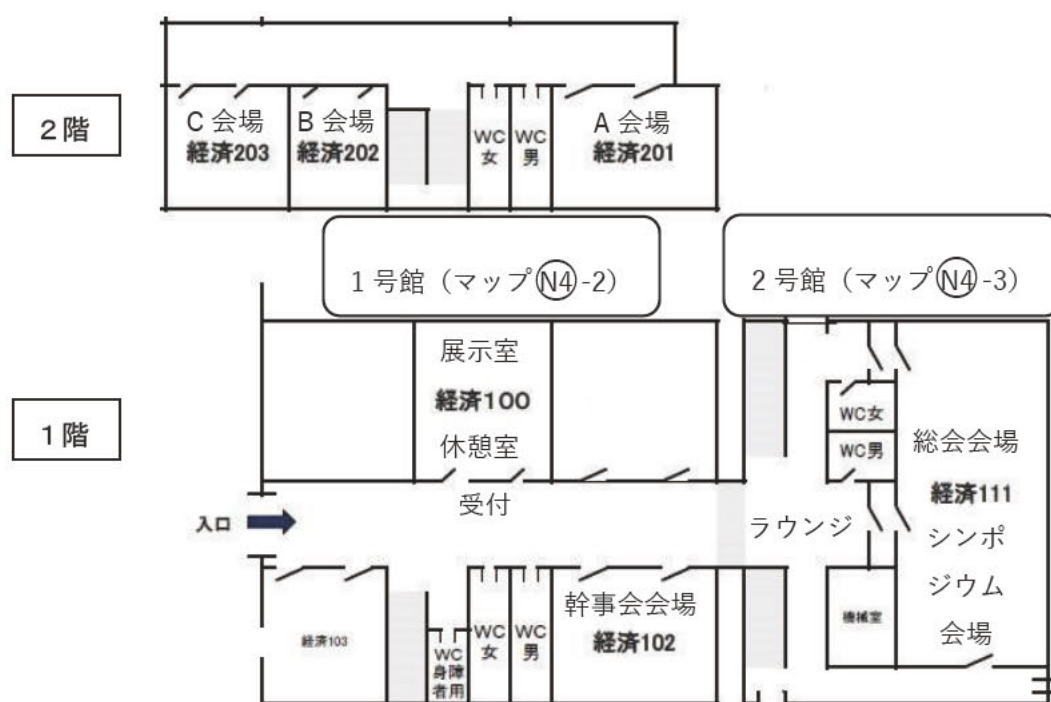 2階
C 会場
経済203
B 会場
経済202
WC
女
WC
男
A 会場
経済201
1号館（マップN4-2）
2号館（マップN4-3）
1階
展示室
経済100
休憩室
受付
入口
WC女
WC男
総会会場
経済111
シンポ
ジウム
会場
ラウンジ
機械室
経済103
WC
身障
者用
WC
女
WC
男
幹事会会場
経済102